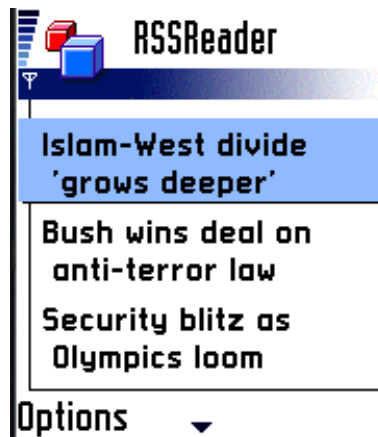 RSSReader
Islam-West divide
'grows deeper'
Bush wins deal on
anti-terror law
Security blitz as
Olympics loom
Options